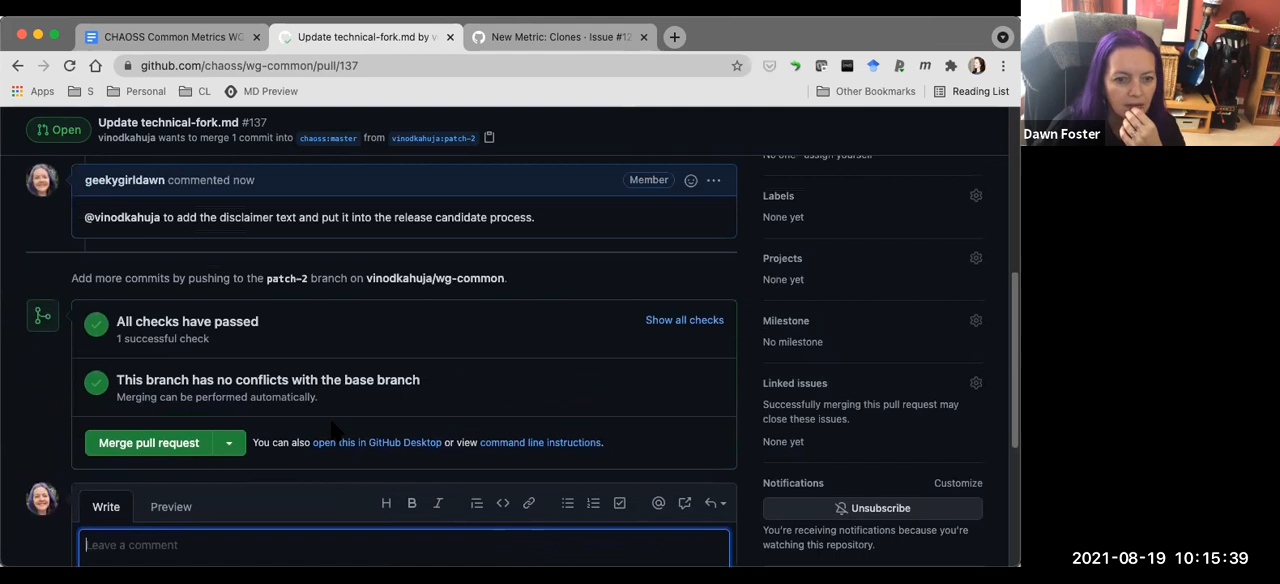 CHAOSS Common Metrics WG
Update technical-fork.md by v
New Metric: Clones · Issue #12
github.com/chaoss/wg-common/pull/137
Apps
S
Personal
CL
MD Preview
Other Bookmarks
Reading List
Open
Update technical-fork.md #137
vinodkahuja wants to merge 1 commit into chaoss:master from vinodkahuja:patch-2
No one—assign yourself
geekygirldawn commented now
Member
@vinodkahuja to add the disclaimer text and put it into the release candidate process.
Labels
None yet
Projects
None yet
Add more commits by pushing to the patch-2 branch on vinodkahuja/wg-common.
All checks have passed
1 successful check
Show all checks
Milestone
No milestone
This branch has no conflicts with the base branch
Merging can be performed automatically.
Linked issues
Successfully merging this pull request may
close these issues.
None yet
Merge pull request
You can also open this in GitHub Desktop or view command line instructions.
Notifications
Customize
Unsubscribe
You're receiving notifications because you're
watching this repository.
Write
Preview
Leave a comment
Dawn Foster
2021-08-19 10:15:39